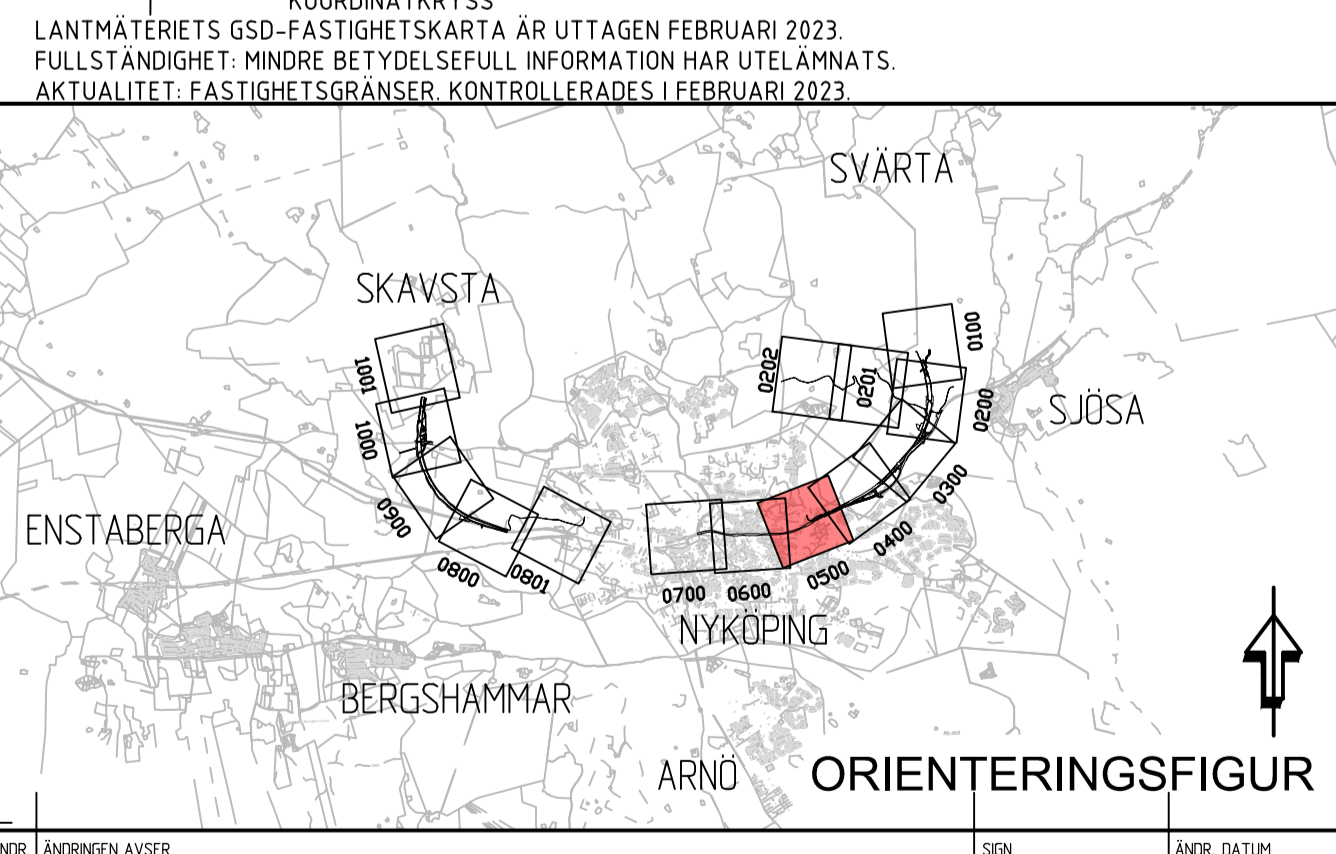 KOORDINATKRYSS
LANTMÄTERIETS GSD-FASTIGHETSKARTA ÄR UTTAGEN FEBRUARI 2023.
FULLSTÄNDIGHET: MINDRE BETYDELSEFULL INFORMATION HAR UTELÄMNATS.
AKTUALITET: FASTIGHETSGRÄNSER. KONTROLLERADES I FEBRUARI 2023.
SVÄRTA
SKAVSTA
0100
0202
0201
1001
0200
SJÖSA
1000
0300
0900
ENSTABERGA
0400
0800
0801
0500
0700
0600
NYKÖPING
BERGSHAMMAR
ARNÖ
ORIENTERINGSFIGUR
ÄNDRINGEN AVSER
SIGN
ÄNDR. DATUM